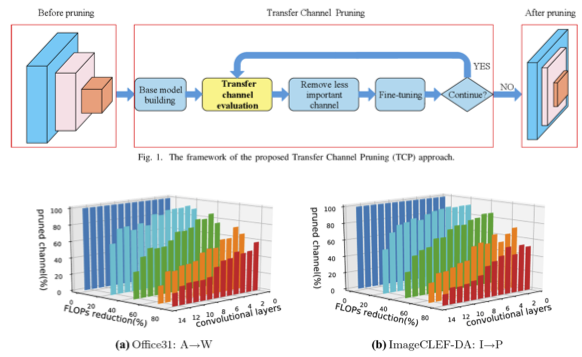 Before pruning
Transfer Channel Pruning
After pruning
YES
Base model building
Transfer channel evaluation
Remove less important channel
Fine-tuning
Continue?
NO
Fig. 1. The framework of the proposed Transfer Channel Pruning (TCP) approach.
pruned channel(%)
100
80
60
40
20
0
0
20
40
60
80
FLOPs reduction(%)
14
12
10
8
6
4
2
0
convolutional layers
(a) Office31: A→W
pruned channel(%)
100
80
60
40
20
0
0
20
40
60
80
FLOPs reduction(%)
14
12
10
8
6
4
2
0
convolutional layers
(b) ImageCLEF-DA: I→P